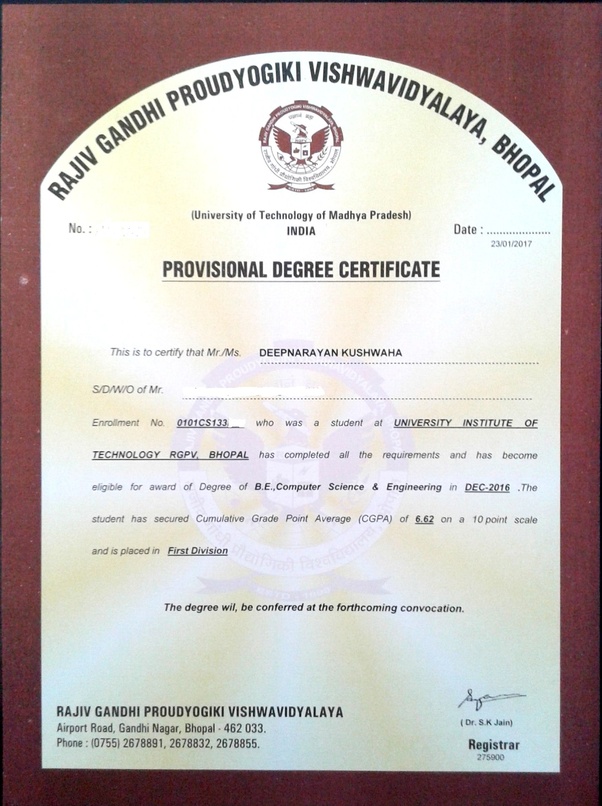 RAJIV GANDHI PROUDYOGIKI VISHWAVIDYALAYA, BHOPAL
(University of Technology of Madhya Pradesh)
INDIA
No. :
Date : ....................
23/01/2017
PROVISIONAL DEGREE CERTIFICATE
This is to certify that Mr./Ms. DEEPNARAYAN KUSHWAHA
S/D/W/O of Mr.
Enrollment No. 0101CS133 who was a student at UNIVERSITY INSTITUTE OF
TECHNOLOGY RGPV, BHOPAL has completed all the requirements and has become
eligible for award of Degree of B.E.,Computer Science & Engineering in DEC-2016 .The
student has secured Cumulative Grade Point Average (CGPA) of 6.62 on a 10 point scale
and is placed in First Division
The degree wil, be conferred at the forthcoming convocation.
RAJIV GANDHI PROUDYOGIKI VISHWAVIDYALAYA
Airport Road, Gandhi Nagar, Bhopal - 462 033.
Phone : (0755) 2678891, 2678832, 2678855.
( Dr. S.K Jain)
Registrar
275900